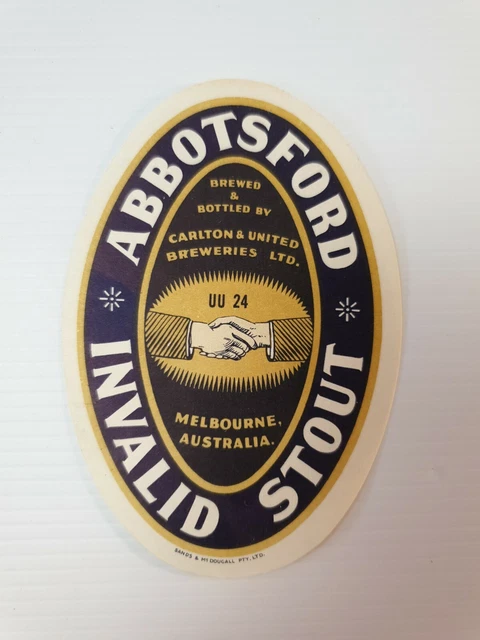 ABBOTSFORD
BREWED
&
BOTTLED BY
CARLTON & UNITED
BREWERIES LTD.
UU 24
MELBOURNE,
AUSTRALIA.
INVALID STOUT
SANDS & MCDOUGALL PTY. LTD.